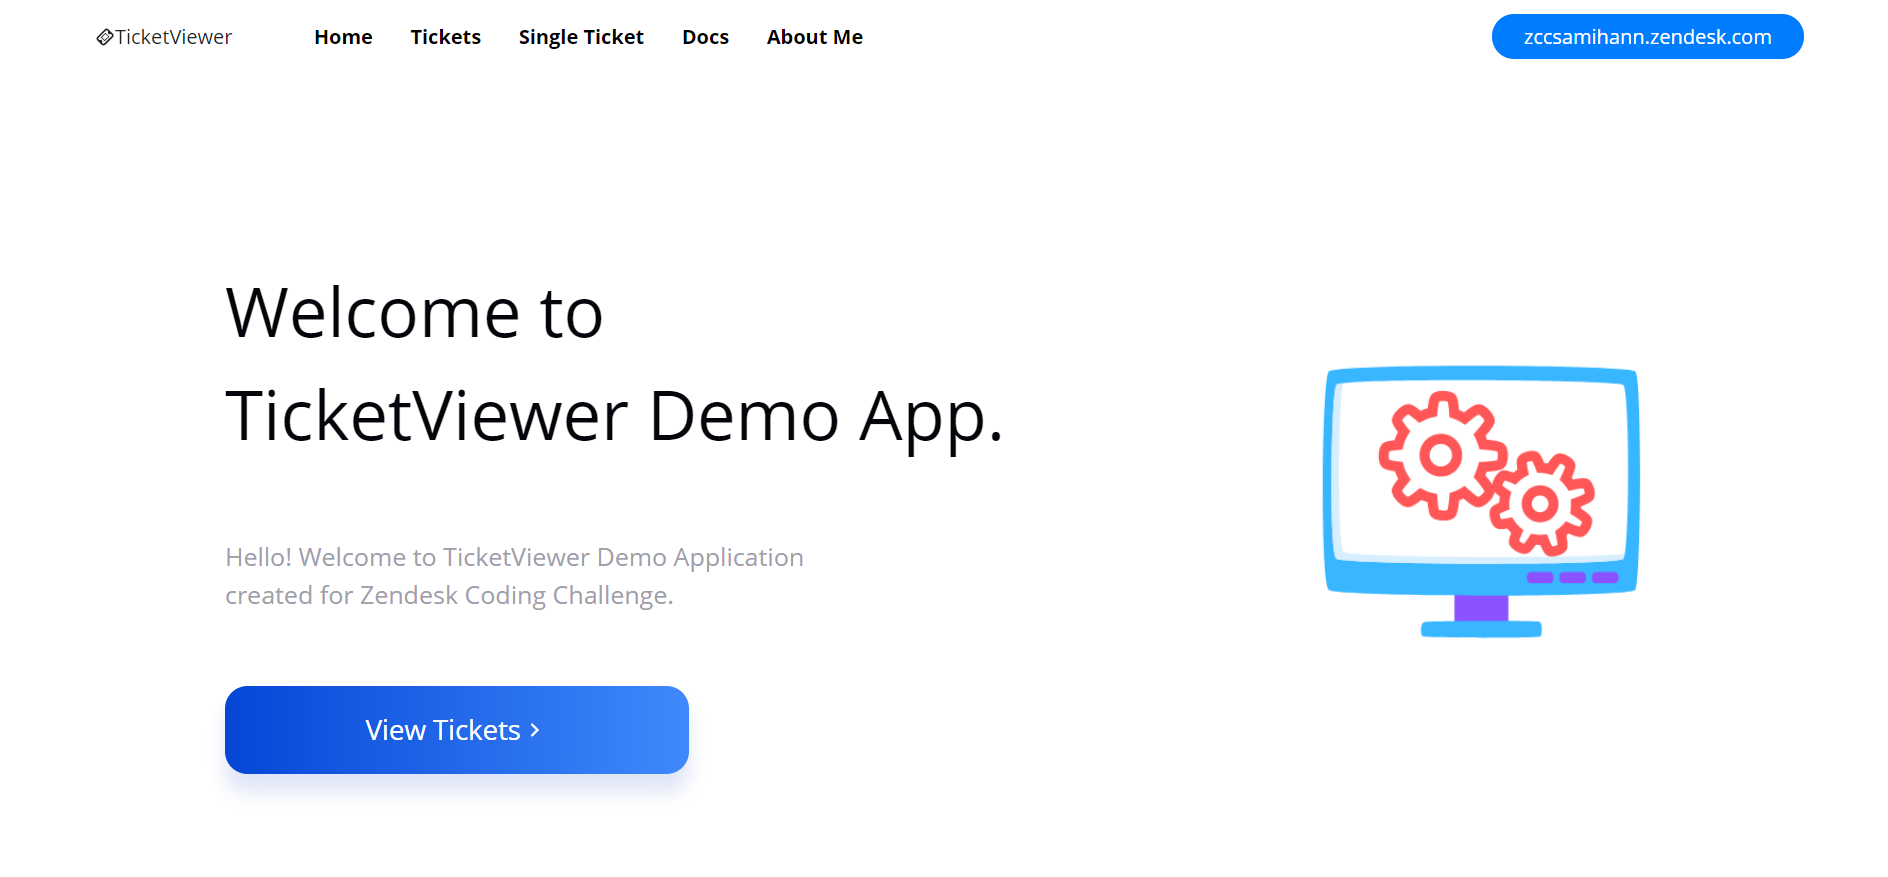 TicketViewer Home Tickets Single Ticket Docs About Me zccsamihann.zendesk.com
Welcome to
TicketViewer Demo App.
Hello! Welcome to TicketViewer Demo Application
created for Zendesk Coding Challenge.
View Tickets >